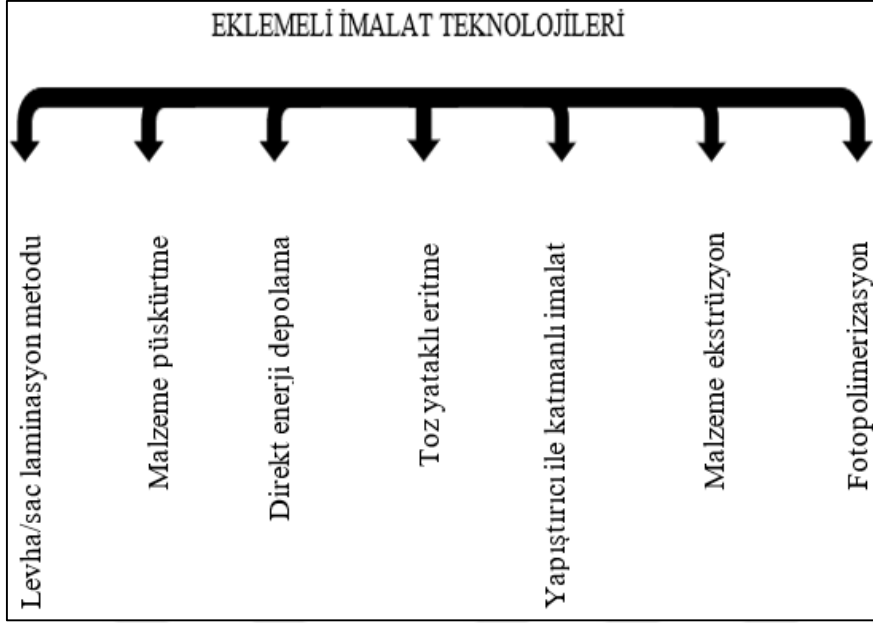 EKLEMELİ İMALAT TEKNOLOJİLERİ
Levha/sac laminasyon metodu
Malzeme püskürtme
Direkt enerji depolama
Toz yataklı eritme
Yapıştırıcı ile katmanlı imalat
Malzeme ekstrüzyon
Fotopolimerizasyon